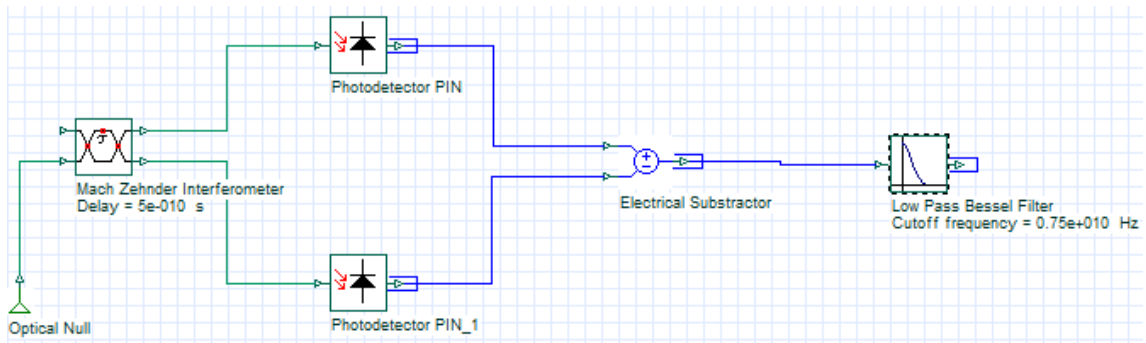 Photodetector PIN
Mach Zehnder Interferometer
Delay = 5e-010 s
Electrical Substractor
Low Pass Bessel Filter
Cutoff frequency = 0.75e+010 Hz
Optical Null
Photodetector PIN_1